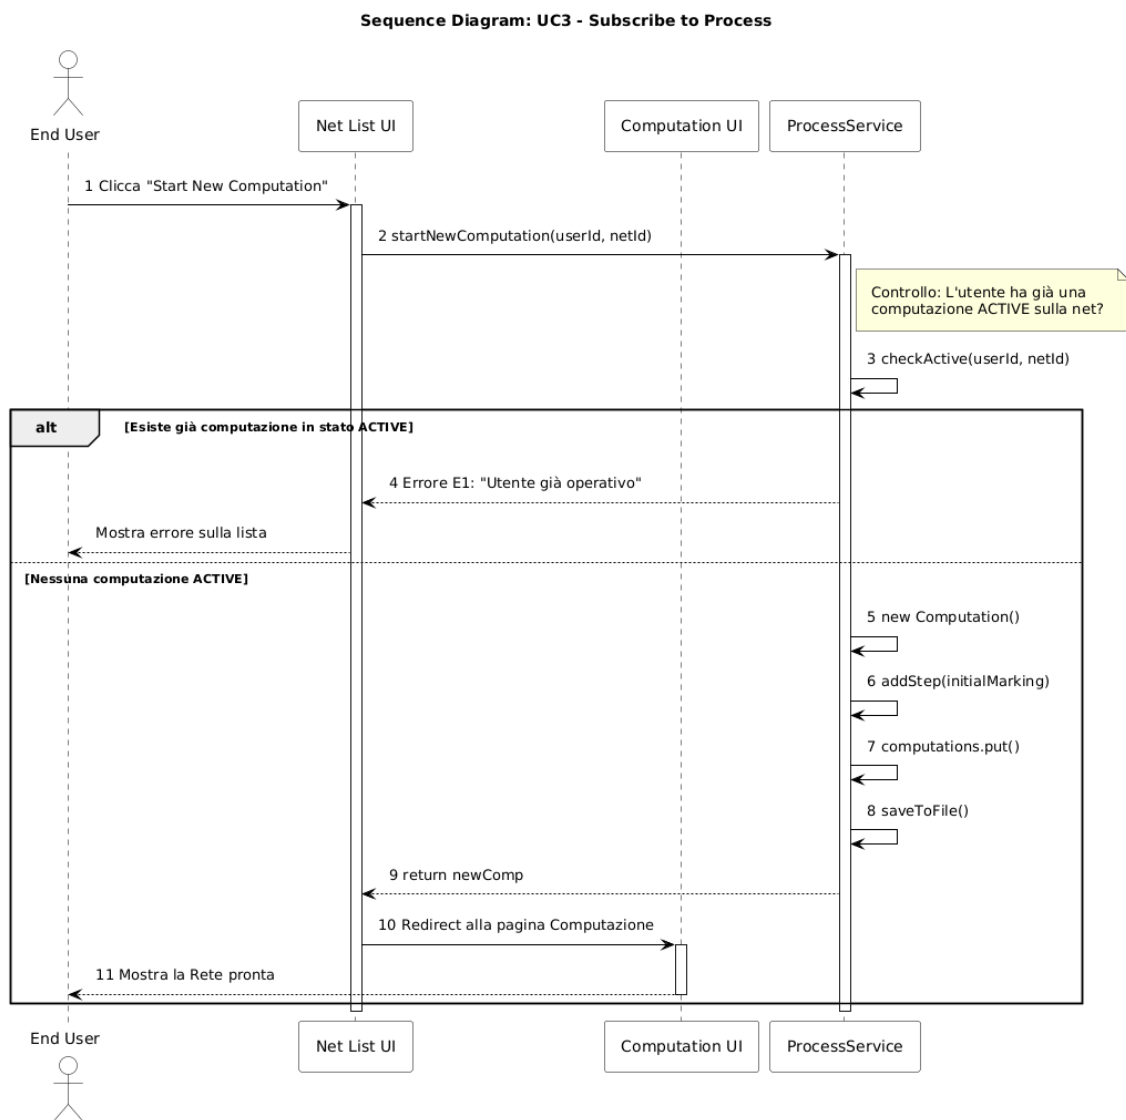 Sequence Diagram: UC3 - Subscribe to Process
End User
Net List UI
Computation UI
ProcessService
1 Clicca "Start New Computation"
2 startNewComputation(userId, netId)
Controllo: L'utente ha già una
computazione ACTIVE sulla net?
3 checkActive(userId, netId)
alt
[Esiste già computazione in stato ACTIVE]
4 Errore E1: "Utente già operativo"
Mostra errore sulla lista
[Nessuna computazione ACTIVE]
5 new Computation()
6 addStep(initialMarking)
7 computations.put()
8 saveToFile()
9 return newComp
10 Redirect alla pagina Computazione
11 Mostra la Rete pronta
End User
Net List UI
Computation UI
ProcessService